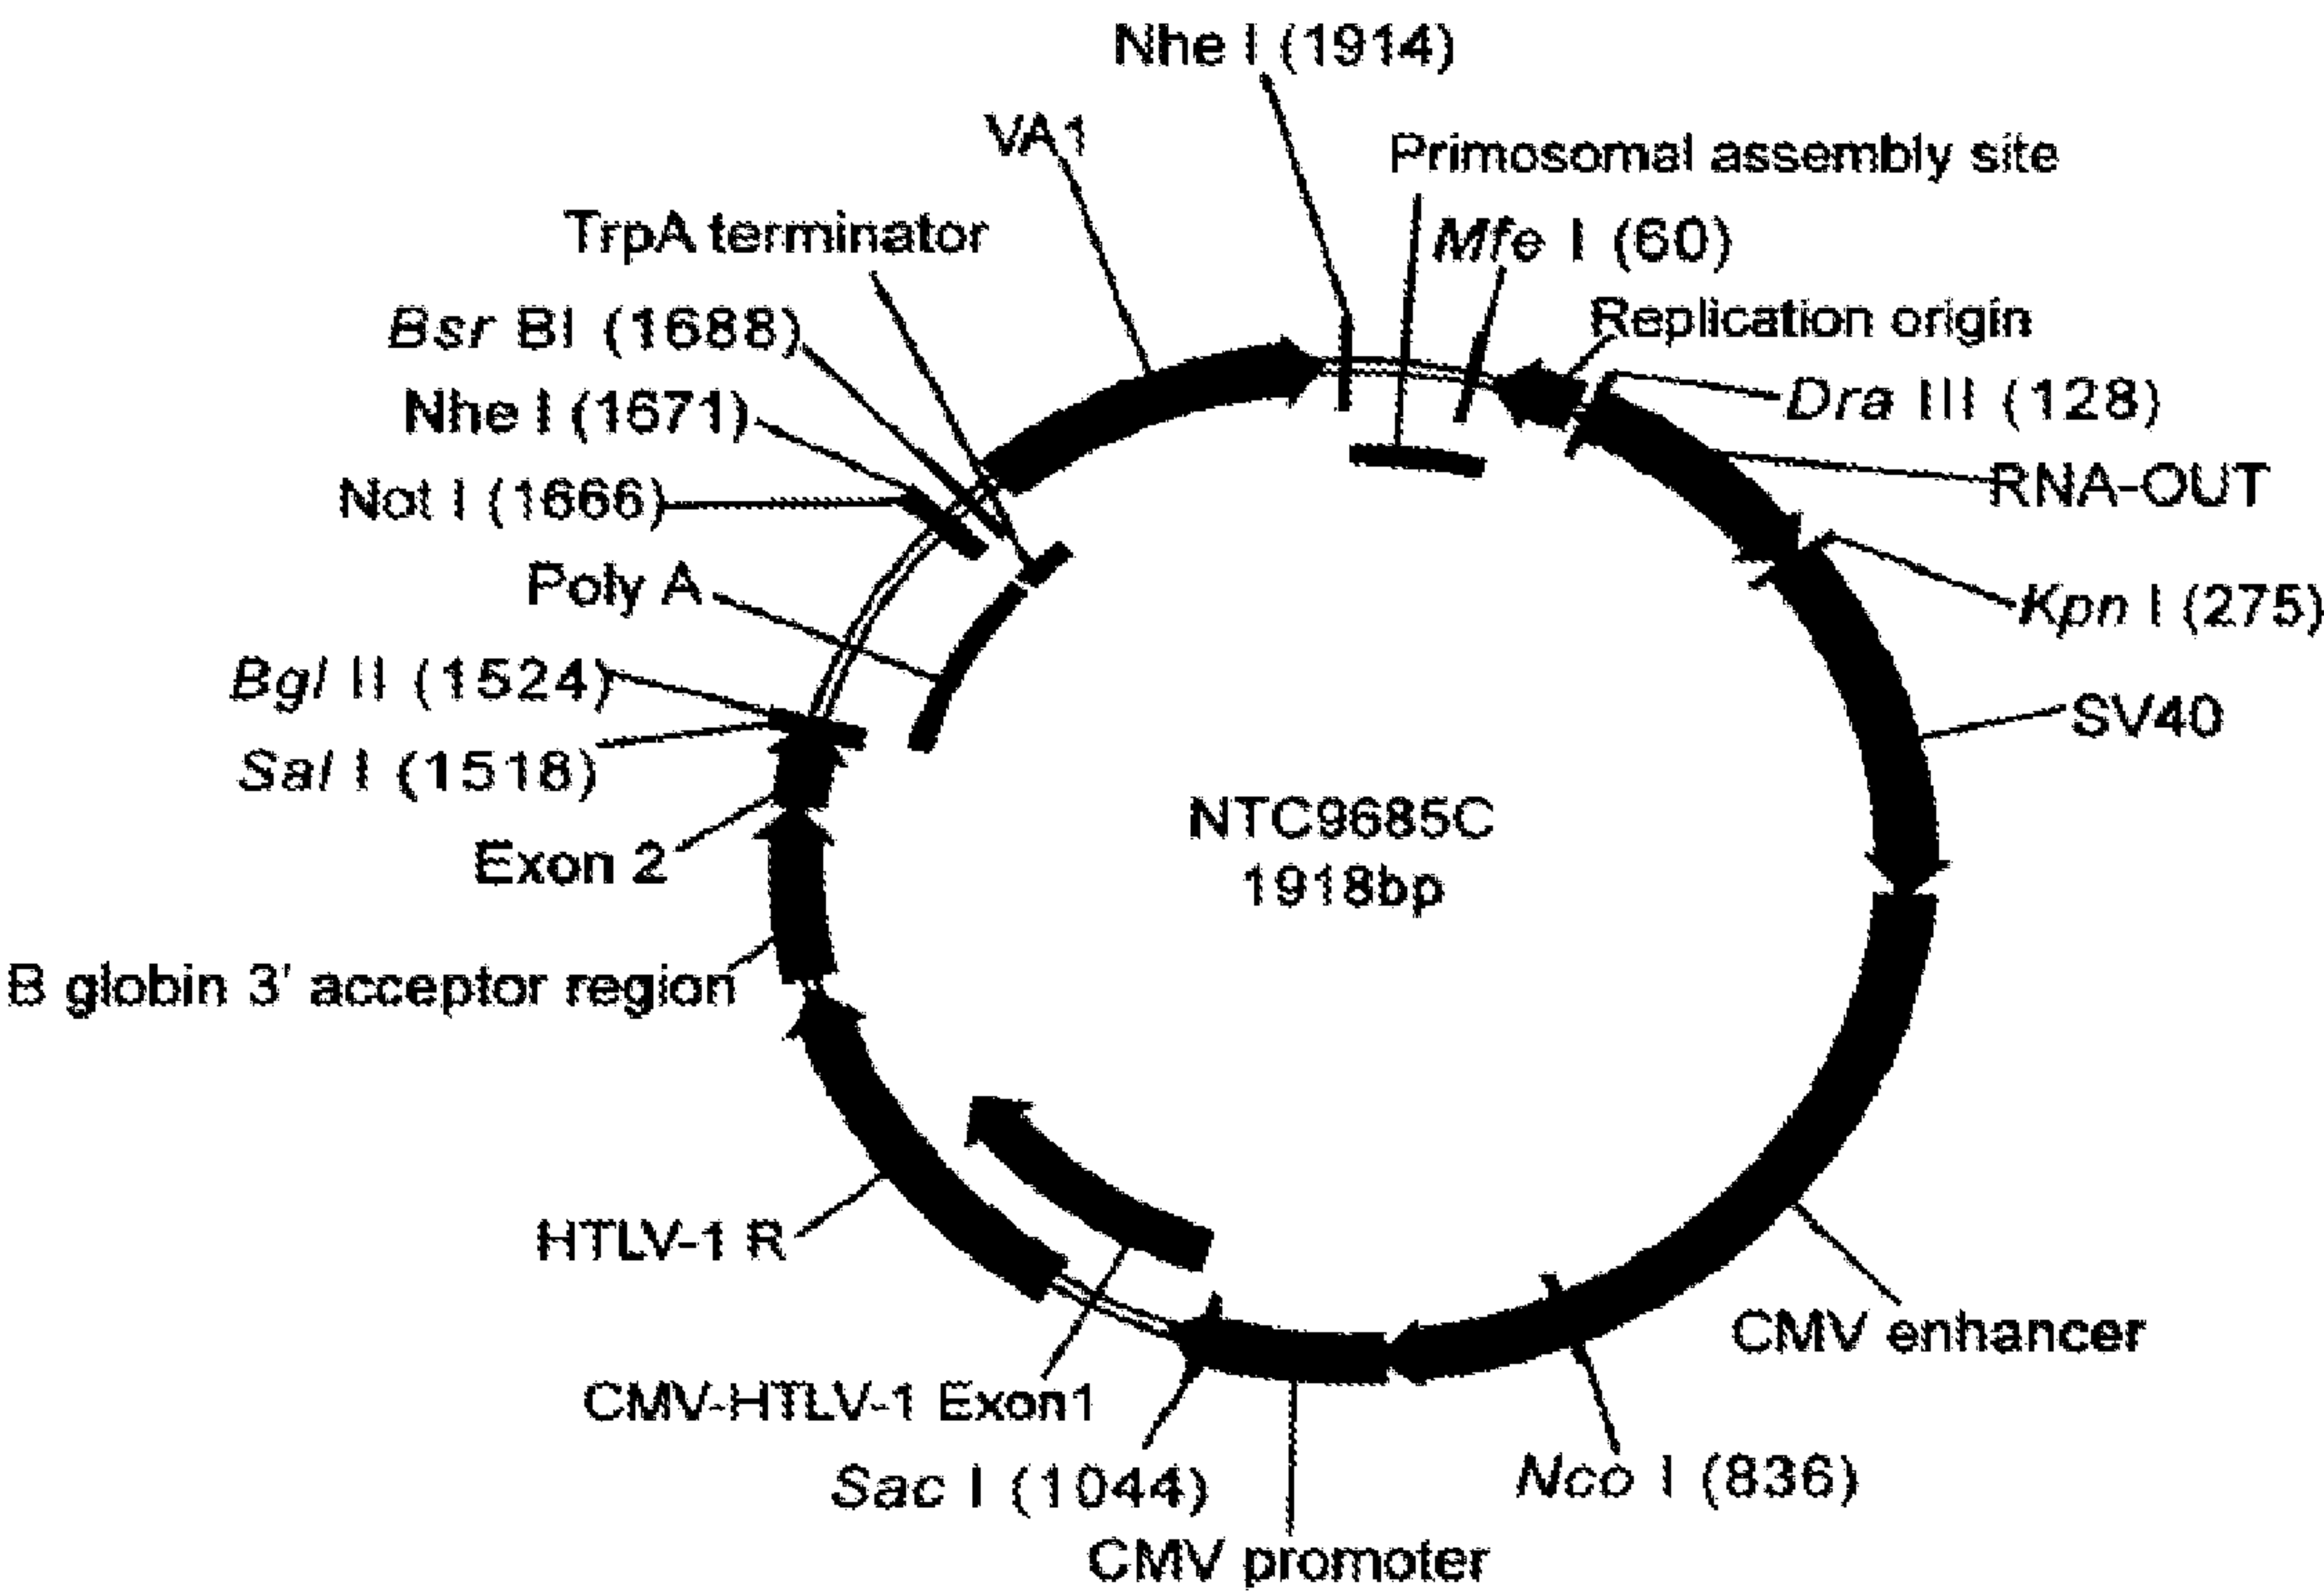 Nhe I (1914)
VA1
Primosomal assembly site
TrpA terminator
Mfe I (60)
Bsr BI (1688)
Replication origin
Nhe I (1671)
Dra III (128)
Not I (1666)
RNA-OUT
Poly A
Kpn I (275)
Bgl II (1524)
SV40
Sal I (1518)
NTC9685C
1918bp
Exon 2
B globin 3' acceptor region
HTLV-1 R
CMV enhancer
CMV-HTLV-1 Exon1
Sac I (1044)
Nco I (836)
CMV promoter